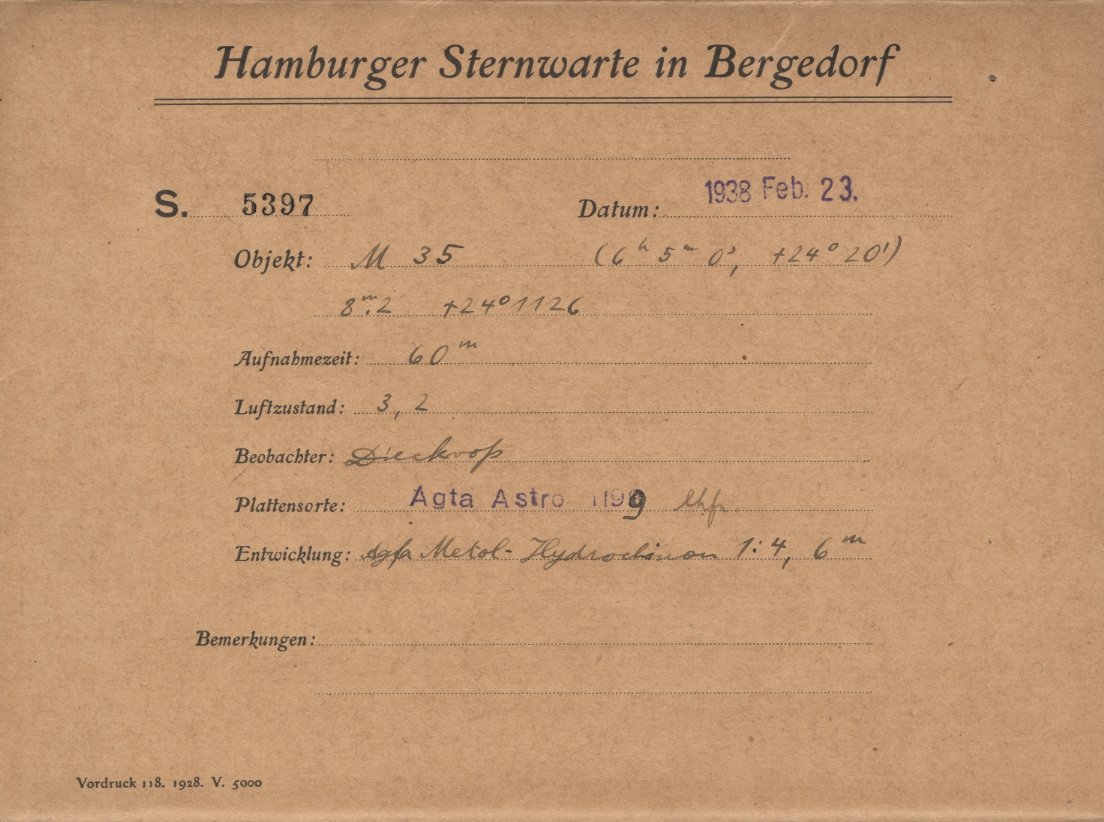 Hamburger Sternwarte in Bergedorf
S. 5397 Datum: 1938 Feb. 23.
Objekt: M 35 (6ʰ 5ᵐ 0ˢ, +24° 20')
8ᵐ.2 +24°1126
Aufnahmezeit: 60ᵐ
Luftzustand: 3, 2
Beobachter: Dieckvoß
Plattensorte: Agfa Astro
Entwicklung: Agfa Metol-Hydrochinon 1:4, 6ᵐ
Bemerkungen:
Vordruck 118. 1928. V. 5000